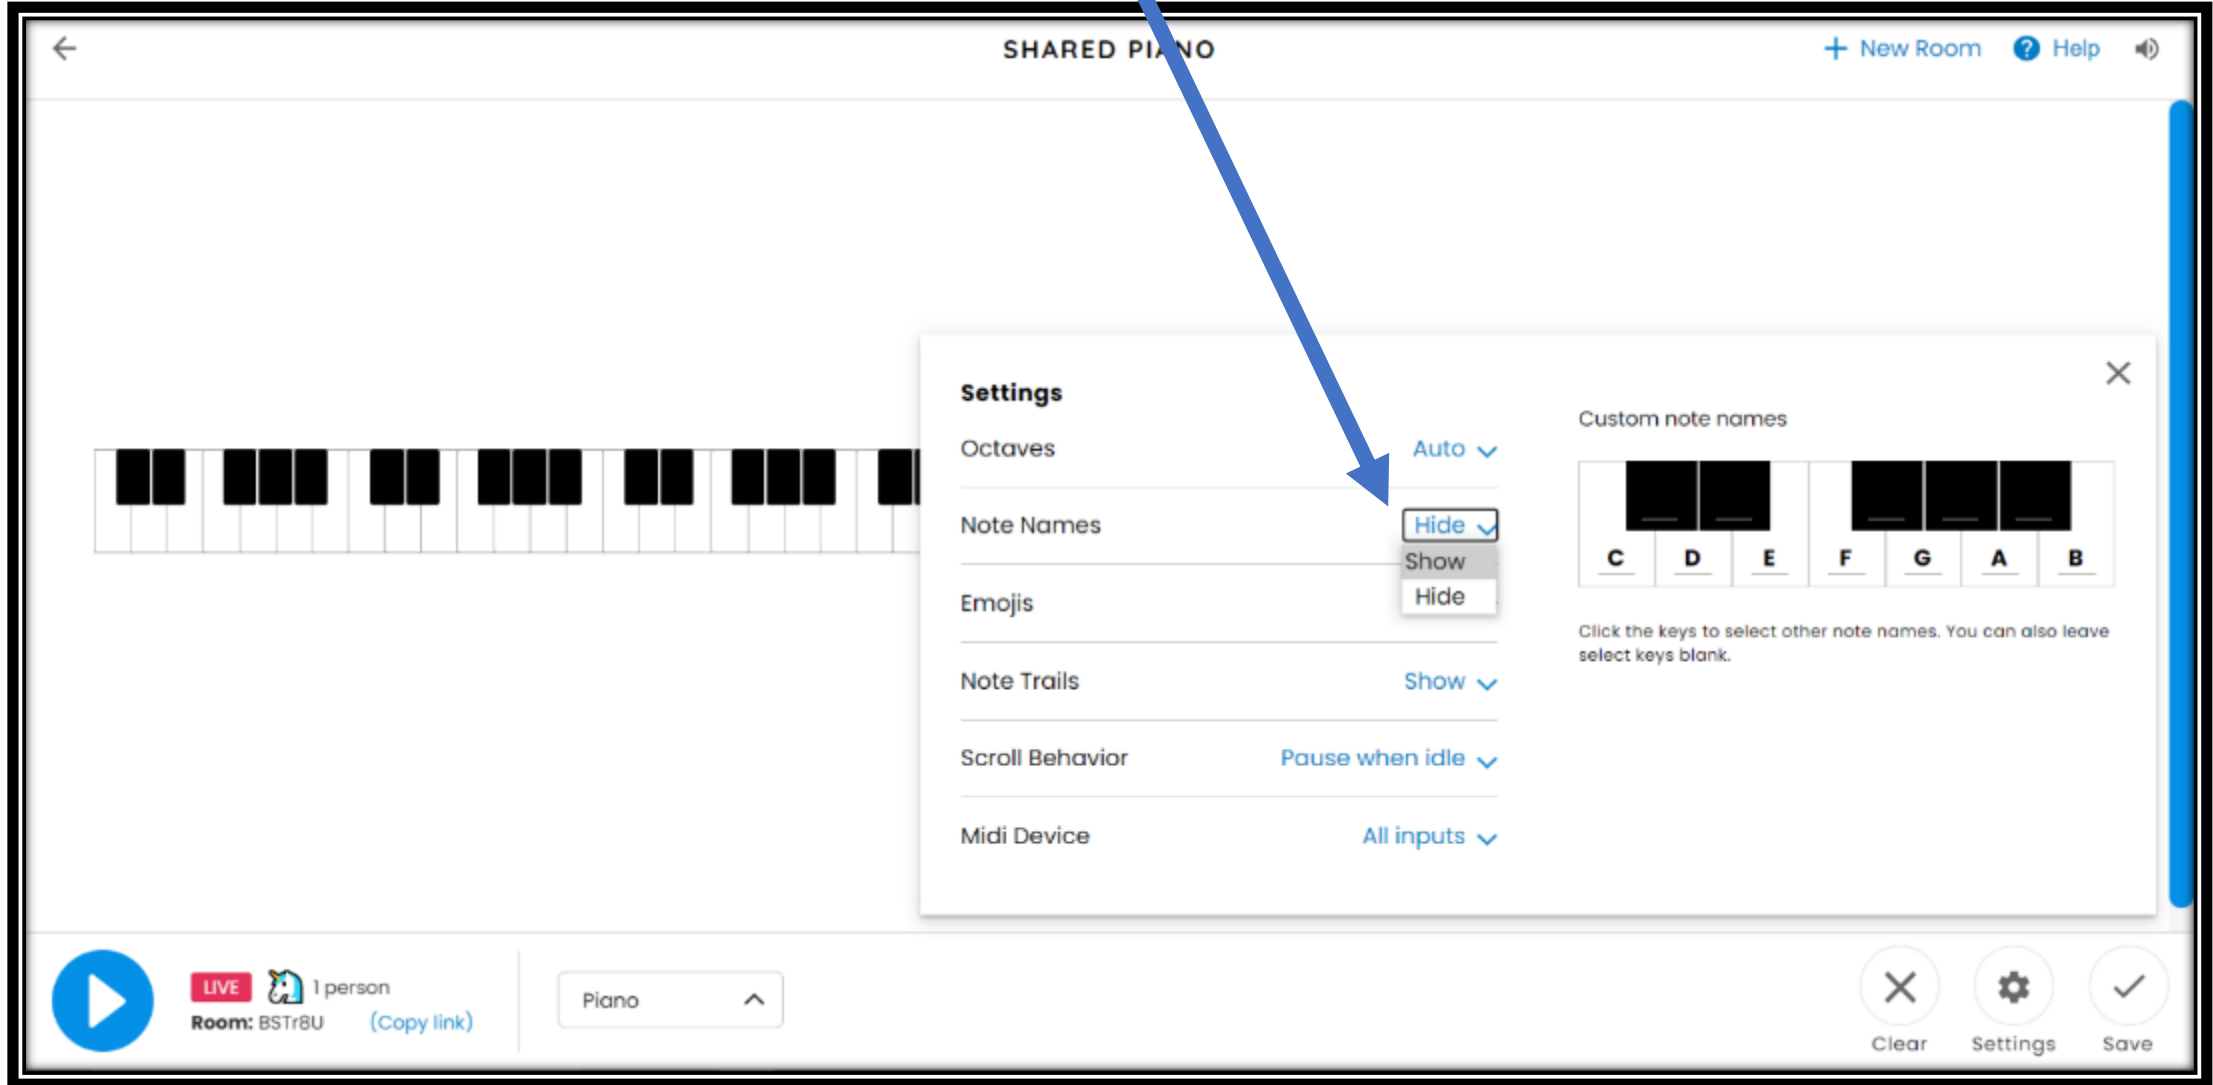 SHARED PIANO
New Room
Help
Settings
Octaves
Auto
Note Names
Hide
Show
Hide
Emojis
Note Trails
Show
Scroll Behavior
Pause when idle
Midi Device
All inputs
Custom note names
C D E F G A B
Click the keys to select other note names. You can also leave
select keys blank.
LIVE
1 person
Room: BSTr8U (Copy link)
Piano
Clear
Settings
Save